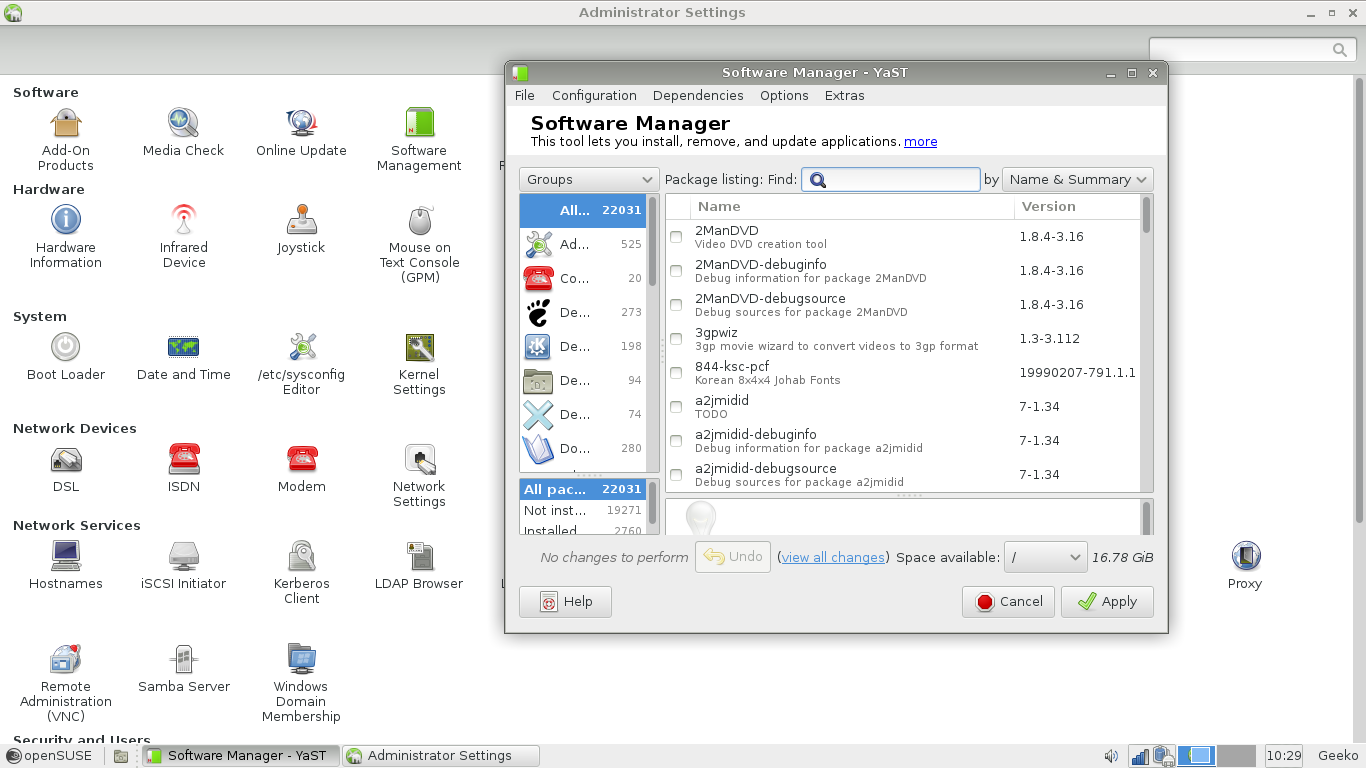 Administrator Settings
Software
Add-On
Products
Media Check
Online Update
Software
Management
Hardware
Hardware
Information
Infrared
Device
Joystick
Mouse on
Text Console
(GPM)
System
Boot Loader
Date and Time
/etc/sysconfig
Editor
Kernel
Settings
Network Devices
DSL
ISDN
Modem
Network
Settings
Network Services
Hostnames
iSCSI Initiator
Kerberos
Client
LDAP Browser
Proxy
Remote
Administration
(VNC)
Samba Server
Windows
Domain
Membership
Security and Users
Software Manager - YaST
File Configuration Dependencies Options Extras
Software Manager
This tool lets you install, remove, and update applications. more
Groups
Package listing: Find: by Name & Summary
All... 22031
Ad... 525
Co... 20
De... 273
De... 198
De... 94
De... 74
Do... 280
All pac... 22031
Not inst... 19271
Installed 2760
Name Version
2ManDVD 1.8.4-3.16
Video DVD creation tool
2ManDVD-debuginfo 1.8.4-3.16
Debug information for package 2ManDVD
2ManDVD-debugsource 1.8.4-3.16
Debug sources for package 2ManDVD
3gpwiz 1.3-3.112
3gp movie wizard to convert videos to 3gp format
844-ksc-pcf 19990207-791.1.1
Korean 8x4x4 Johab Fonts
a2jmidid 7-1.34
TODO
a2jmidid-debuginfo 7-1.34
Debug information for package a2jmidid
a2jmidid-debugsource 7-1.34
Debug sources for package a2jmidid
No changes to perform Undo (view all changes) Space available: / 16.78 GiB
Help Cancel Apply
openSUSE Software Manager - YaST Administrator Settings 10:29 Geeko